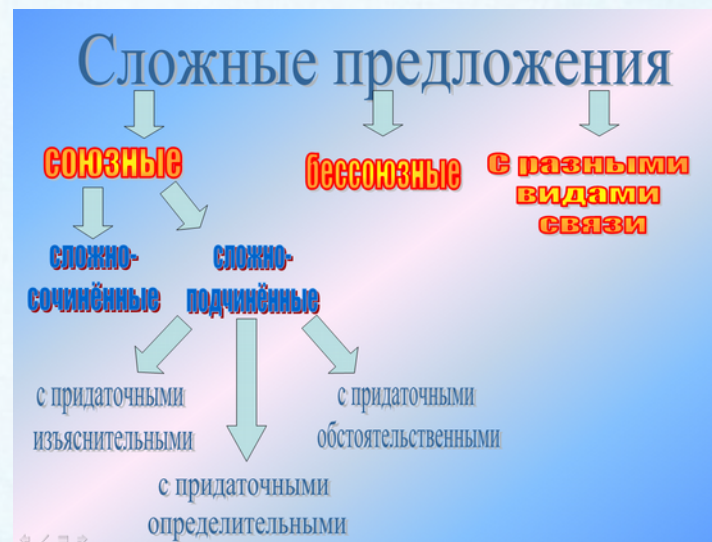 Сложные предложения
союзные
бессоюзные
с разными
видами
связи
сложно-
сочинённые
сложно-
подчинённые
с придаточными
изъяснительными
с придаточными
обстоятельственными
с придаточными
определительными